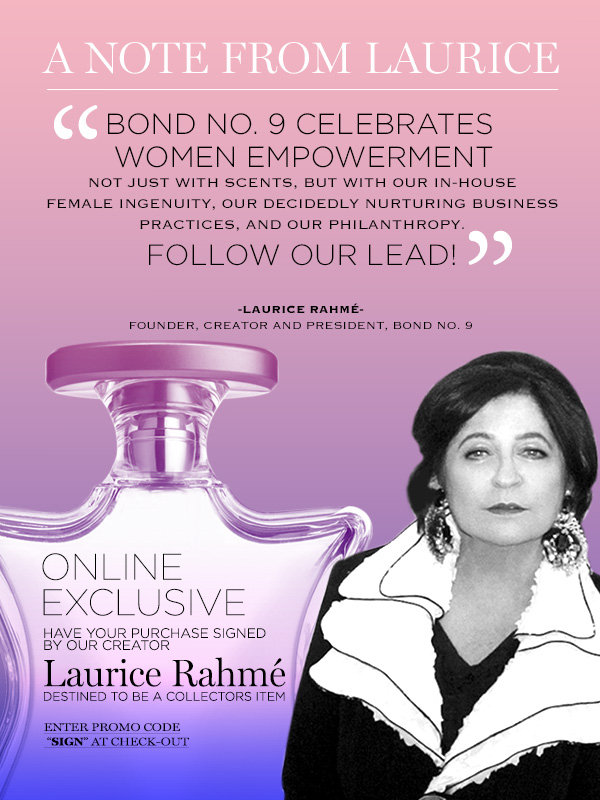 A NOTE FROM LAURICE
“BOND NO. 9 CELEBRATES
WOMEN EMPOWERMENT
NOT JUST WITH SCENTS, BUT WITH OUR IN-HOUSE
FEMALE INGENUITY, OUR DECIDEDLY NURTURING BUSINESS
PRACTICES, AND OUR PHILANTHROPY.
FOLLOW OUR LEAD!”
-LAURICE RAHMÉ-
FOUNDER, CREATOR AND PRESIDENT, BOND NO. 9
ONLINE
EXCLUSIVE
HAVE YOUR PURCHASE SIGNED
BY OUR CREATOR
Laurice Rahmé
DESTINED TO BE A COLLECTORS ITEM
ENTER PROMO CODE
“SIGN” AT CHECK-OUT